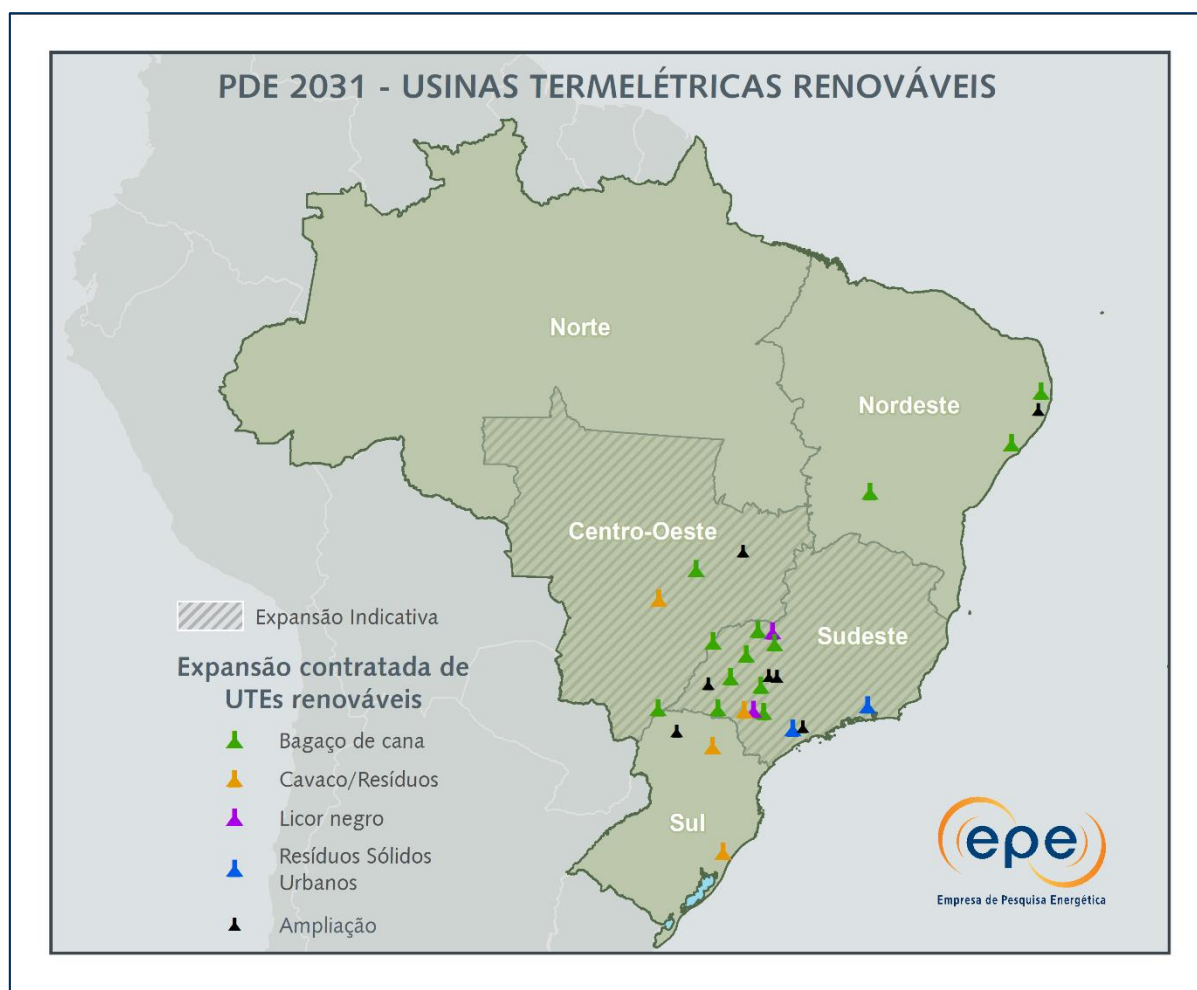 PDE 2031 - USINAS TERMELÉTRICAS RENOVÁVEIS
Norte
Nordeste
Centro-Oeste
Sudeste
Sul
Expansão Indicativa
Expansão contratada de
UTEs renováveis
Bagaço de cana
Cavaco/Resíduos
Licor negro
Resíduos Sólidos
Urbanos
Ampliação
epe
Empresa de Pesquisa Energética